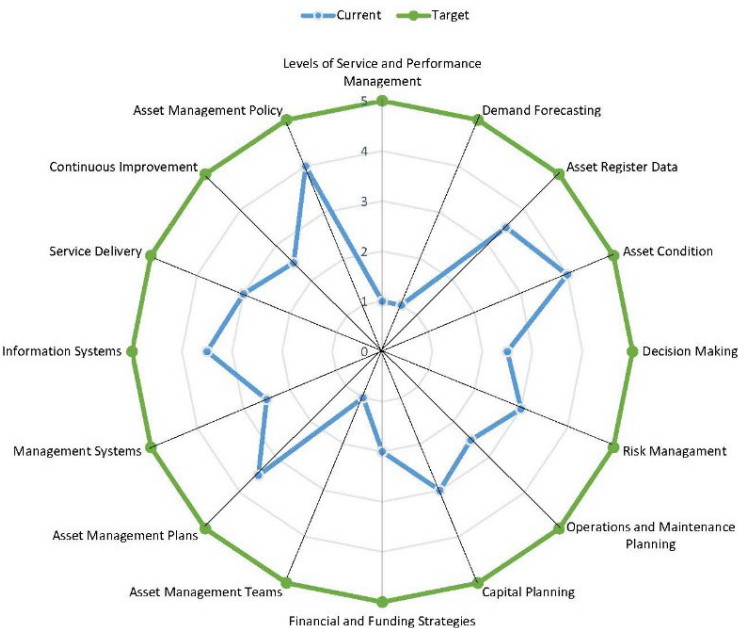 Current Target
Levels of Service and Performance
Management
Asset Management Policy
5
Demand Forecasting
Continuous Improvement
4
Asset Register Data
3
Service Delivery
2
Asset Condition
1
Information Systems
0
Decision Making
Management Systems
Risk Managament
Asset Management Plans
Operations and Maintenance
Planning
Asset Management Teams
Capital Planning
Financial and Funding Strategies